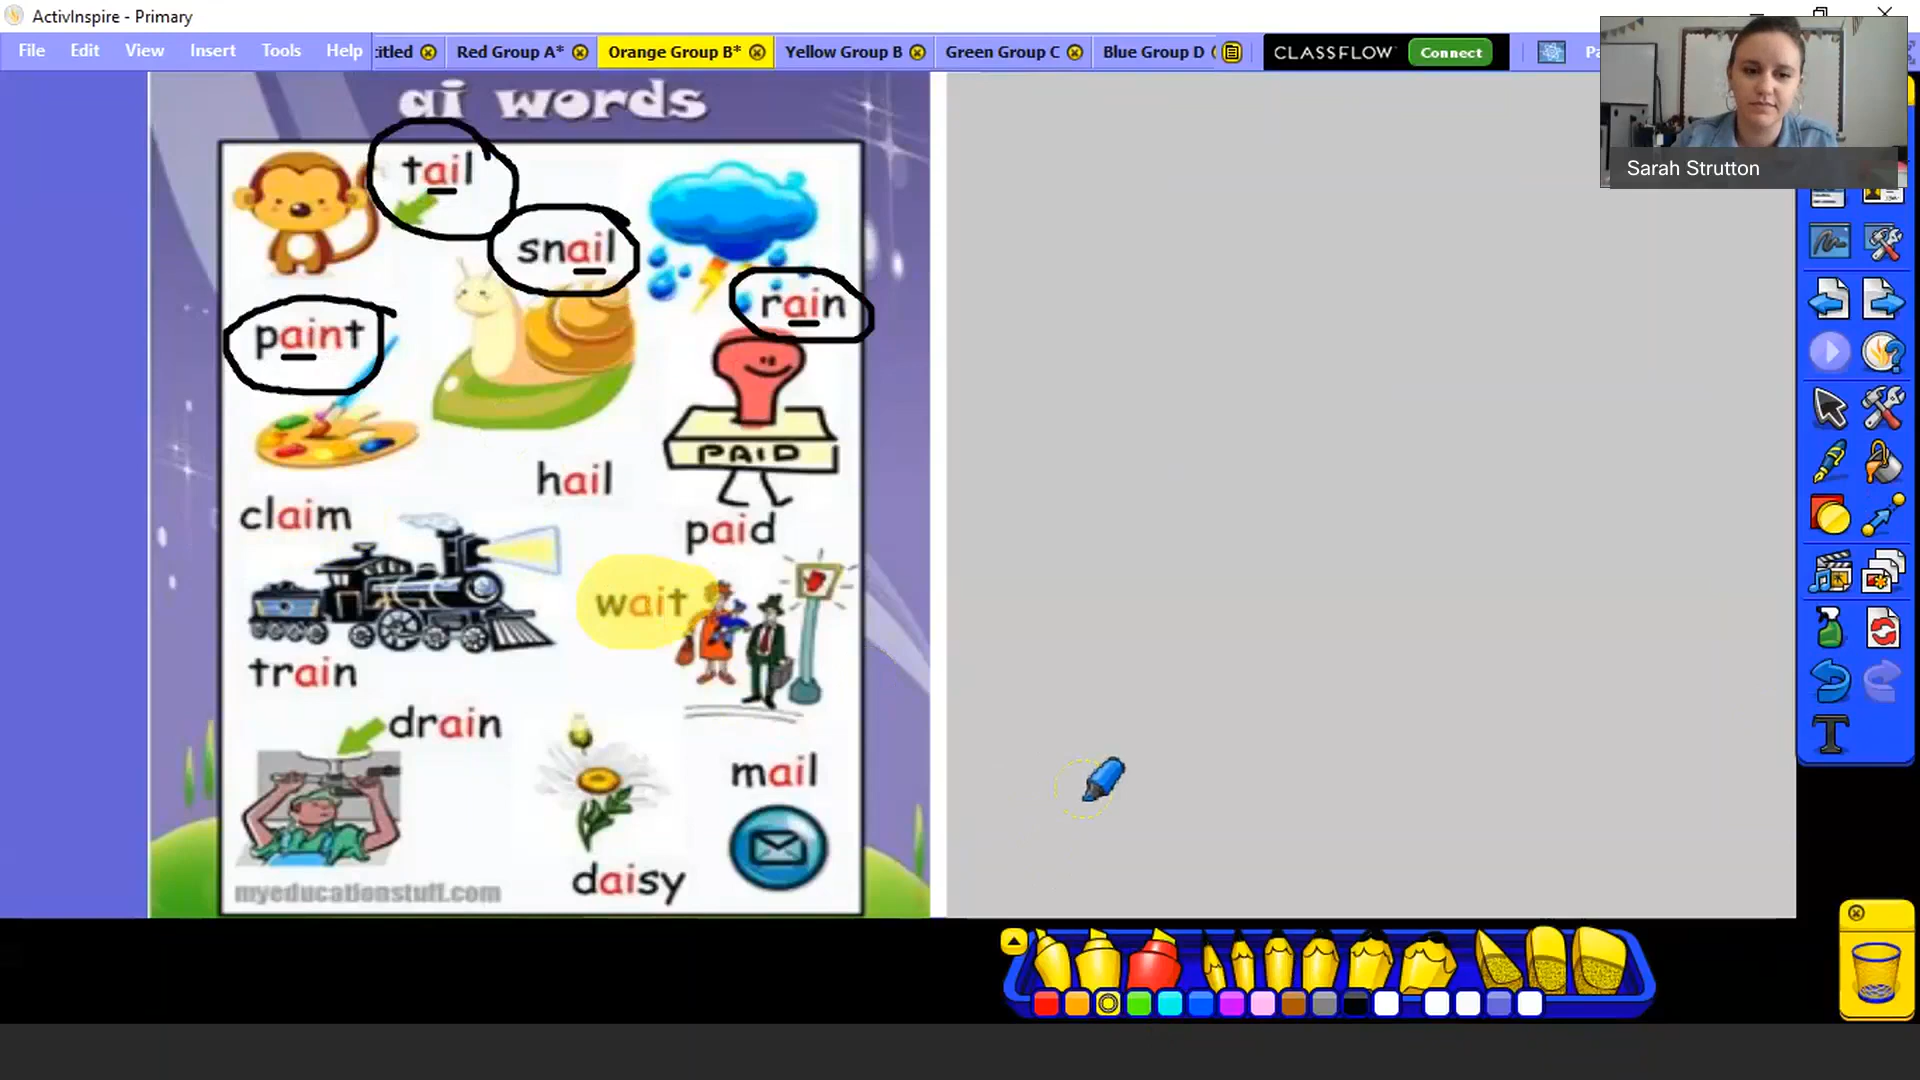 ActivInspire - Primary
File Edit View Insert Tools Help titled Red Group A* Orange Group B* Yellow Group B Green Group C Blue Group D CLASSFLOW Connect
Sarah Strutton
ai words
tail
snail
rain
paint
PAID
hail
claim
paid
wait
train
drain
mail
daisy
myeducationstuff.com
T